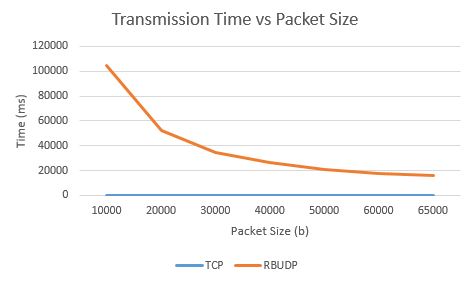 Transmission Time vs Packet Size
120000
100000
80000
60000
40000
20000
0
Time (ms)
10000 20000 30000 40000 50000 60000 65000
Packet Size (b)
TCP RBUDP